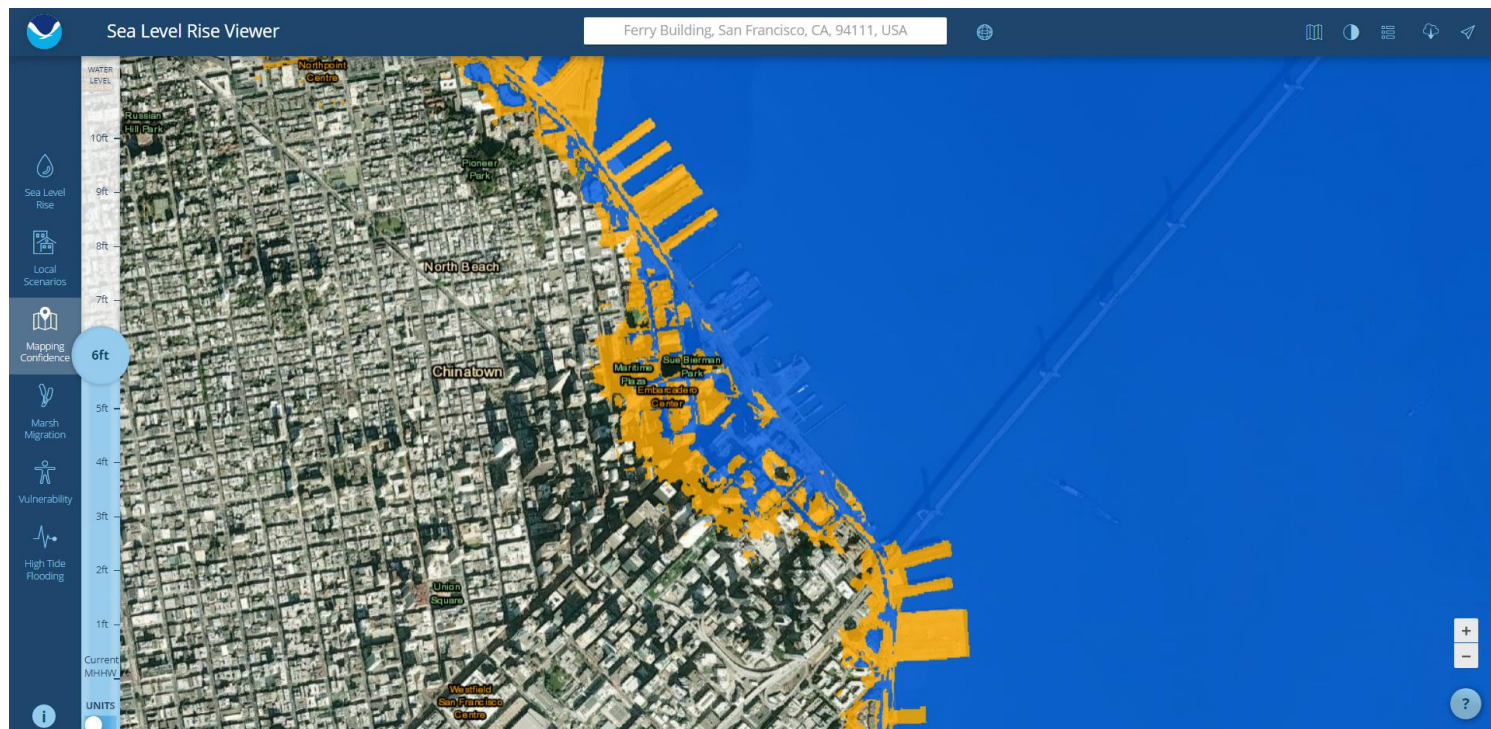 Sea Level Rise Viewer
Ferry Building, San Francisco, CA, 94111, USA
WATER
LEVEL
10ft
9ft
8ft
7ft
6ft
5ft
4ft
3ft
2ft
1ft
Current
MHHW
UNITS
Sea Level
Rise
Local
Scenarios
Mapping
Confidence
Marsh
Migration
Vulnerability
High Tide
Flooding
i
Northpoint
Centre
Russian
Hill Park
Pioneer
Park
North Beach
Chinatown
Maritime
Plaza
Sue Bierman
Park
Embarcadero
Center
Union
Square
Westfield
San Francisco
Centre
+
−
?